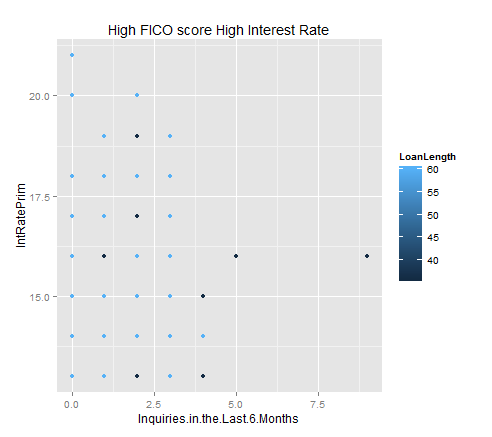 High FICO score High Interest Rate
IntRatePrim
20.0
17.5
15.0
0.0 2.5 5.0 7.5
Inquiries.in.the.Last.6.Months
LoanLength
60
55
50
45
40